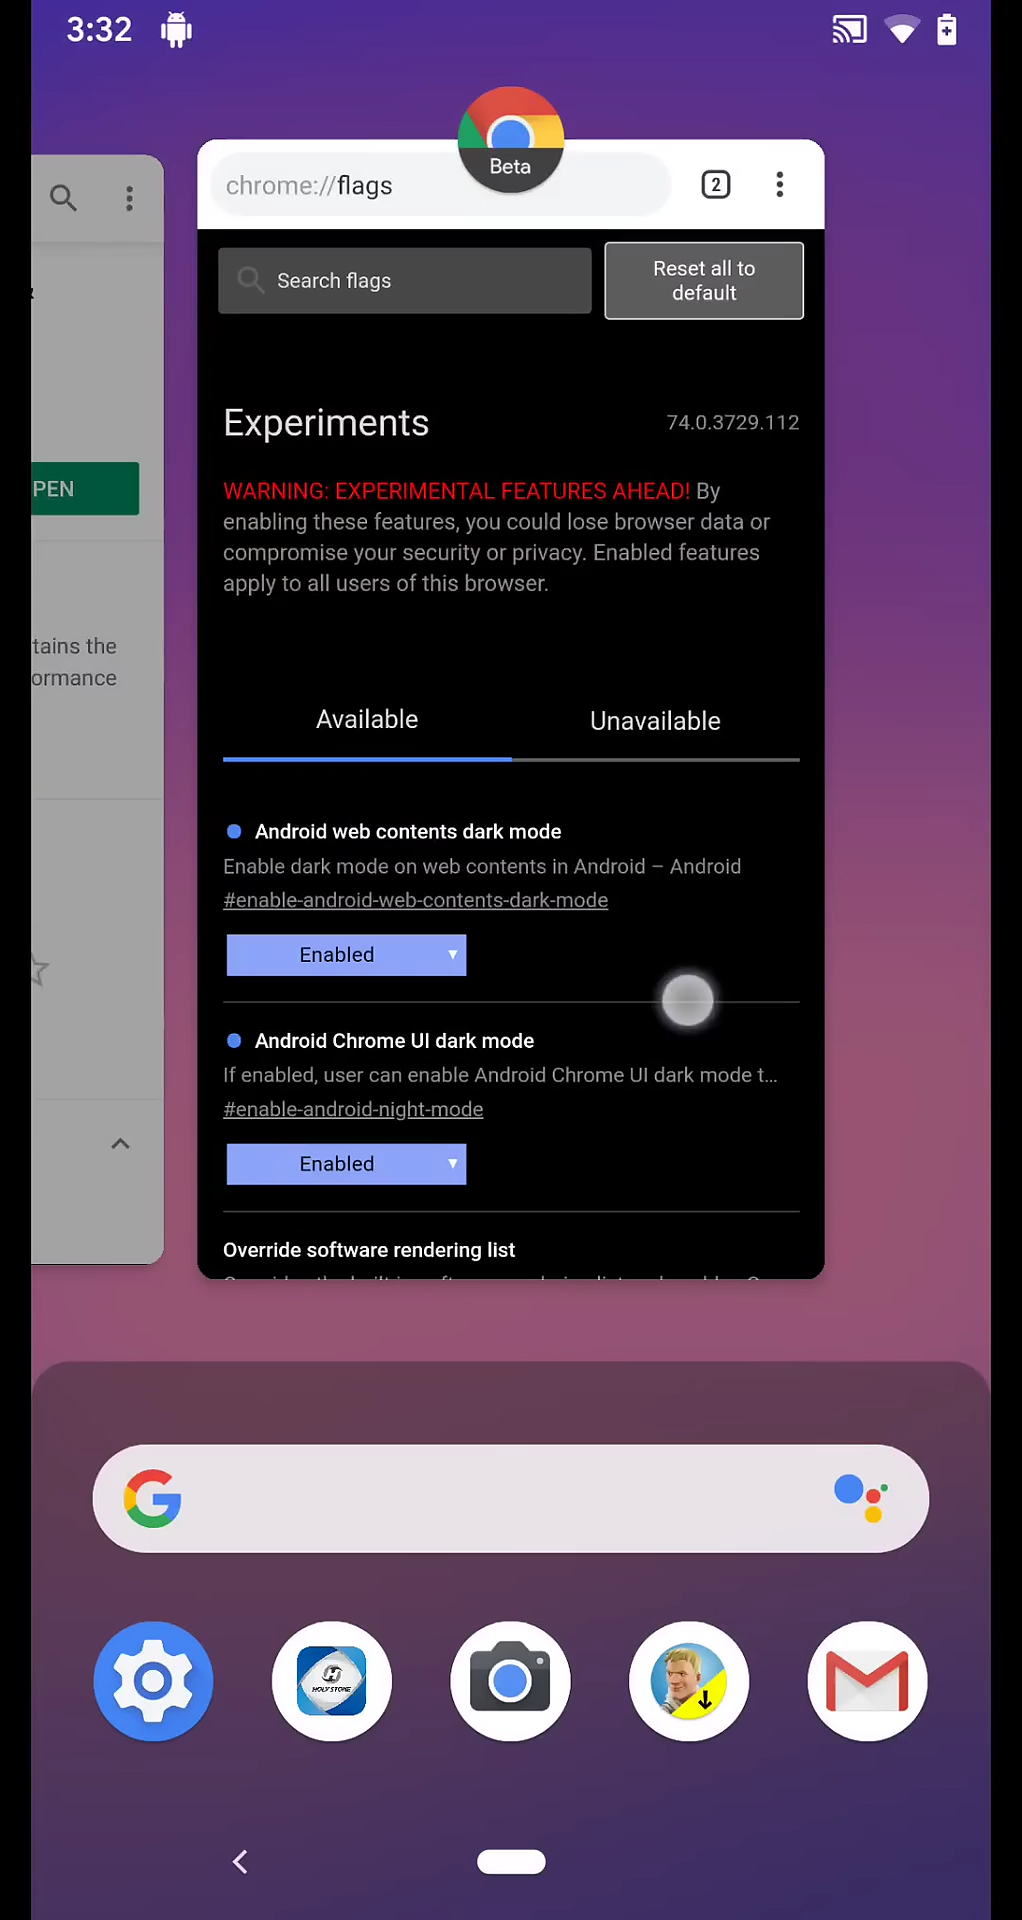 3:32
Beta
chrome://flags
2
Search flags
Reset all to
default
Experiments
74.0.3729.112
WARNING: EXPERIMENTAL FEATURES AHEAD! By
enabling these features, you could lose browser data or
compromise your security or privacy. Enabled features
apply to all users of this browser.
PEN
tains the
ormance
Available
Unavailable
Android web contents dark mode
Enable dark mode on web contents in Android – Android
#enable-android-web-contents-dark-mode
Enabled
Android Chrome UI dark mode
If enabled, user can enable Android Chrome UI dark mode t...
#enable-android-night-mode
Enabled
Override software rendering list
HOLY STONE